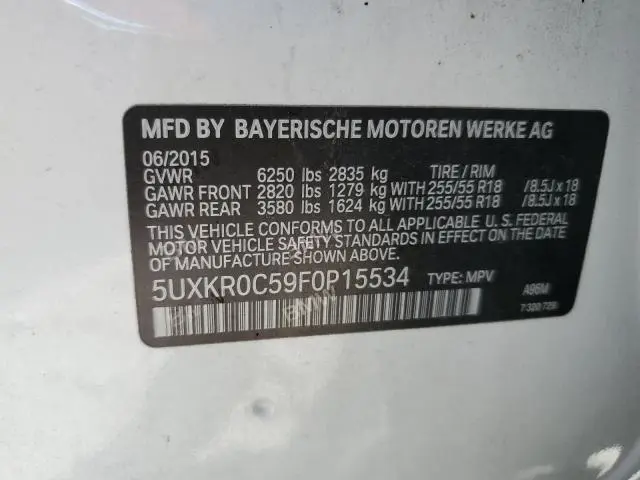 MFD BY BAYERISCHE MOTOREN WERKE AG
06/2015
GVWR 6250 lbs 2835 kg TIRE / RIM
GAWR FRONT 2820 lbs 1279 kg WITH 255/55 R18 /8.5J x 18
GAWR REAR 3580 lbs 1624 kg WITH 255/55 R18 /8.5J x 18
THIS VEHICLE CONFORMS TO ALL APPLICABLE U. S. FEDERAL
MOTOR VEHICLE SAFETY STANDARDS IN EFFECT ON THE DATE
OF MANUFACTURE SHOWN ABOVE.
5UXKR0C59F0P15534 TYPE: MPV A96M
BMW